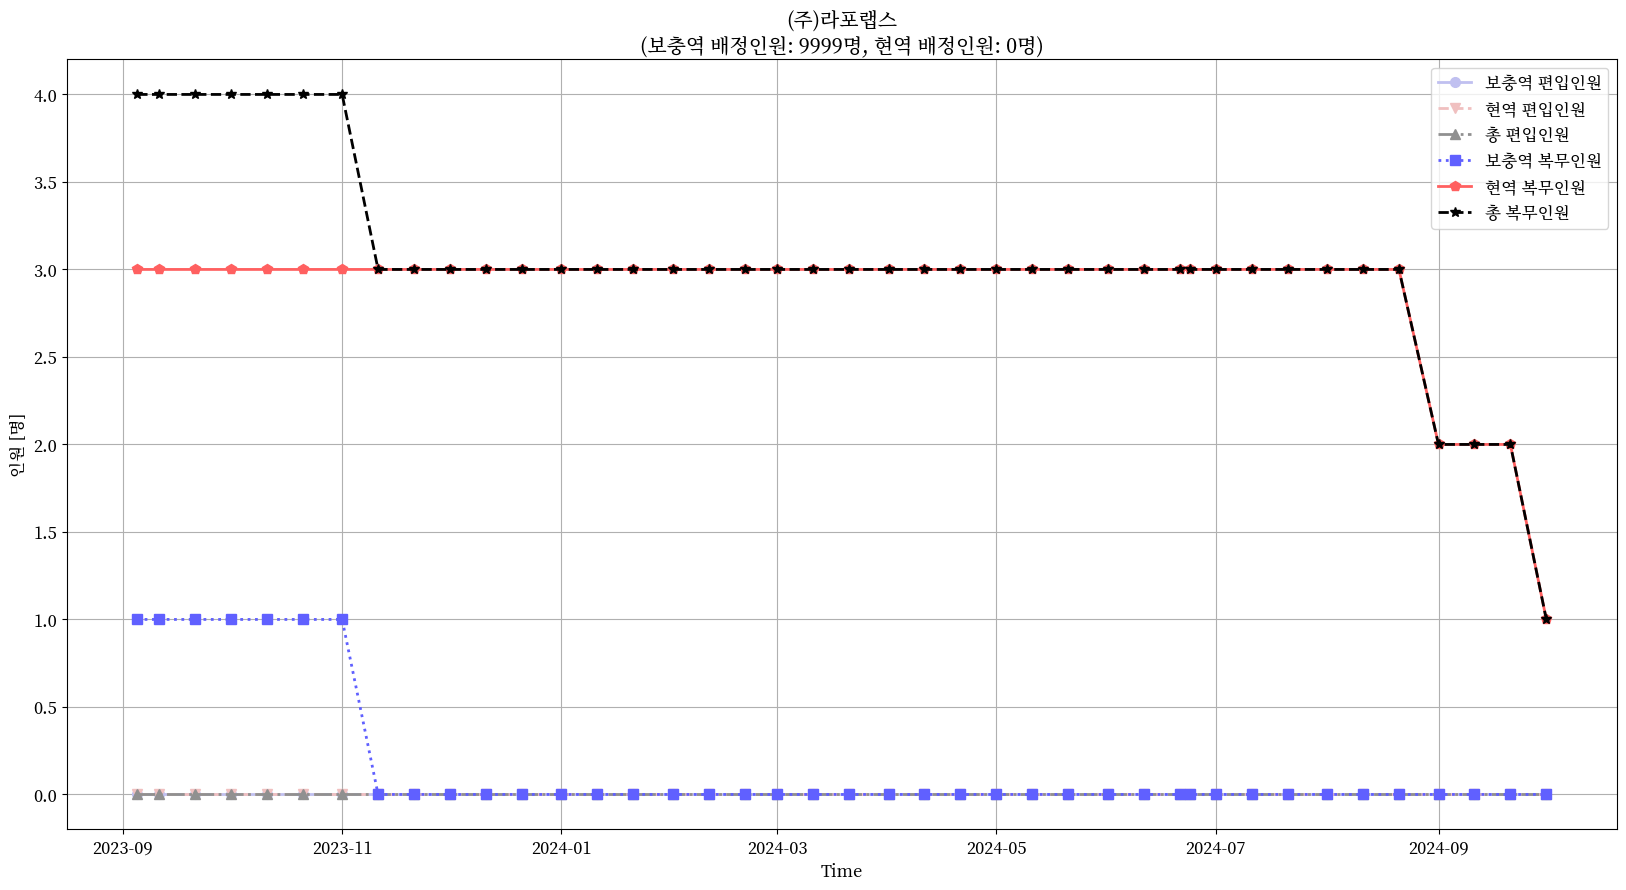 (주)라포랩스
(보충역 배정인원: 9999명, 현역 배정인원: 0명)
보충역 편입인원
현역 편입인원
총 편입인원
보충역 복무인원
현역 복무인원
총 복무인원
4.0
3.5
3.0
2.5
2.0
1.5
1.0
0.5
0.0
인원 [명]
2023-09
2023-11
2024-01
2024-03
2024-05
2024-07
2024-09
Time